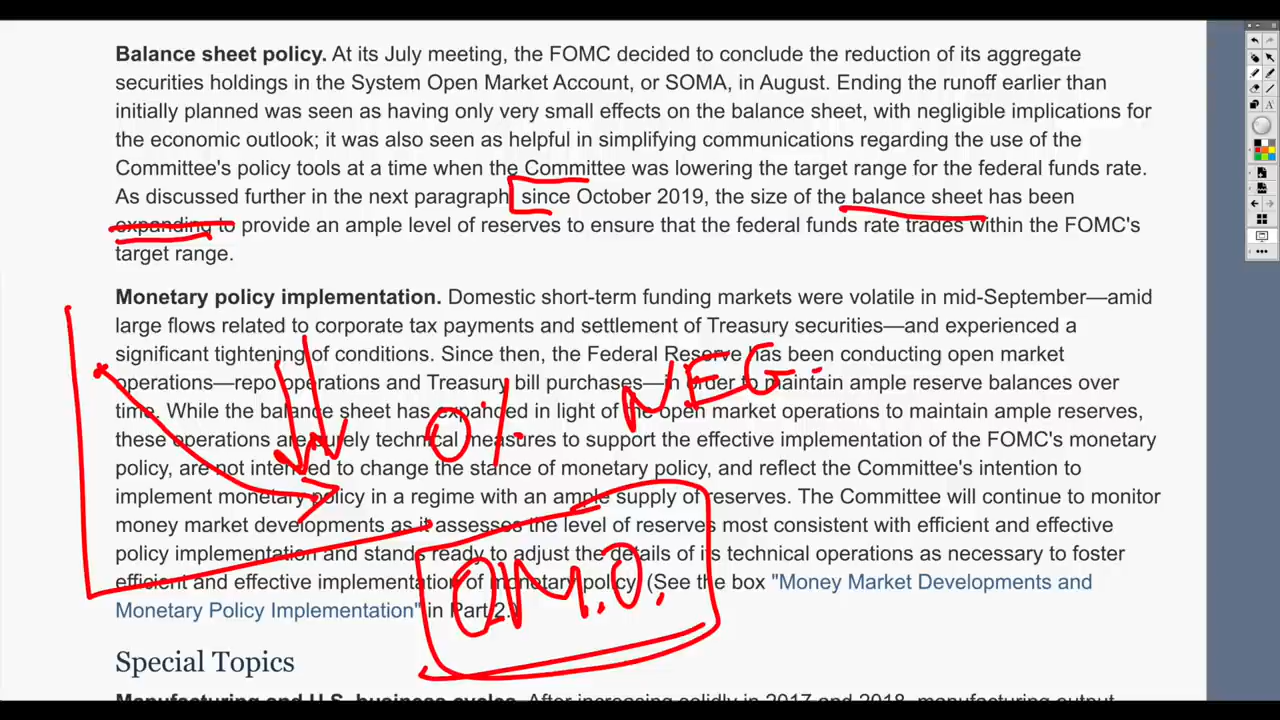 Balance sheet policy. At its July meeting, the FOMC decided to conclude the reduction of its aggregate
securities holdings in the System Open Market Account, or SOMA, in August. Ending the runoff earlier than
initially planned was seen as having only very small effects on the balance sheet, with negligible implications for
the economic outlook; it was also seen as helpful in simplifying communications regarding the use of the
Committee's policy tools at a time when the Committee was lowering the target range for the federal funds rate.
As discussed further in the next paragraph, since October 2019, the size of the balance sheet has been
expanding to provide an ample level of reserves to ensure that the federal funds rate trades within the FOMC's
target range.
Monetary policy implementation. Domestic short-term funding markets were volatile in mid-September—amid
large flows related to corporate tax payments and settlement of Treasury securities—and experienced a
significant tightening of conditions. Since then, the Federal Reserve has been conducting open market
operations—repo operations and Treasury bill purchases—in order to maintain ample reserve balances over
time. While the balance sheet has expanded in light of the open market operations to maintain ample reserves,
these operations are purely technical measures to support the effective implementation of the FOMC's monetary
policy, are not intended to change the stance of monetary policy, and reflect the Committee's intention to
implement monetary policy in a regime with an ample supply of reserves. The Committee will continue to monitor
money market developments as it assesses the level of reserves most consistent with efficient and effective
policy implementation and stands ready to adjust the details of its technical operations as necessary to foster
efficient and effective implementation of monetary policy. (See the box "Money Market Developments and
Monetary Policy Implementation" in Part 2.)
0% NEG.
O.M.O.
Special Topics
Manufacturing and U.S. business cycles. After increasing solidly in 2017 and 2018, manufacturing output